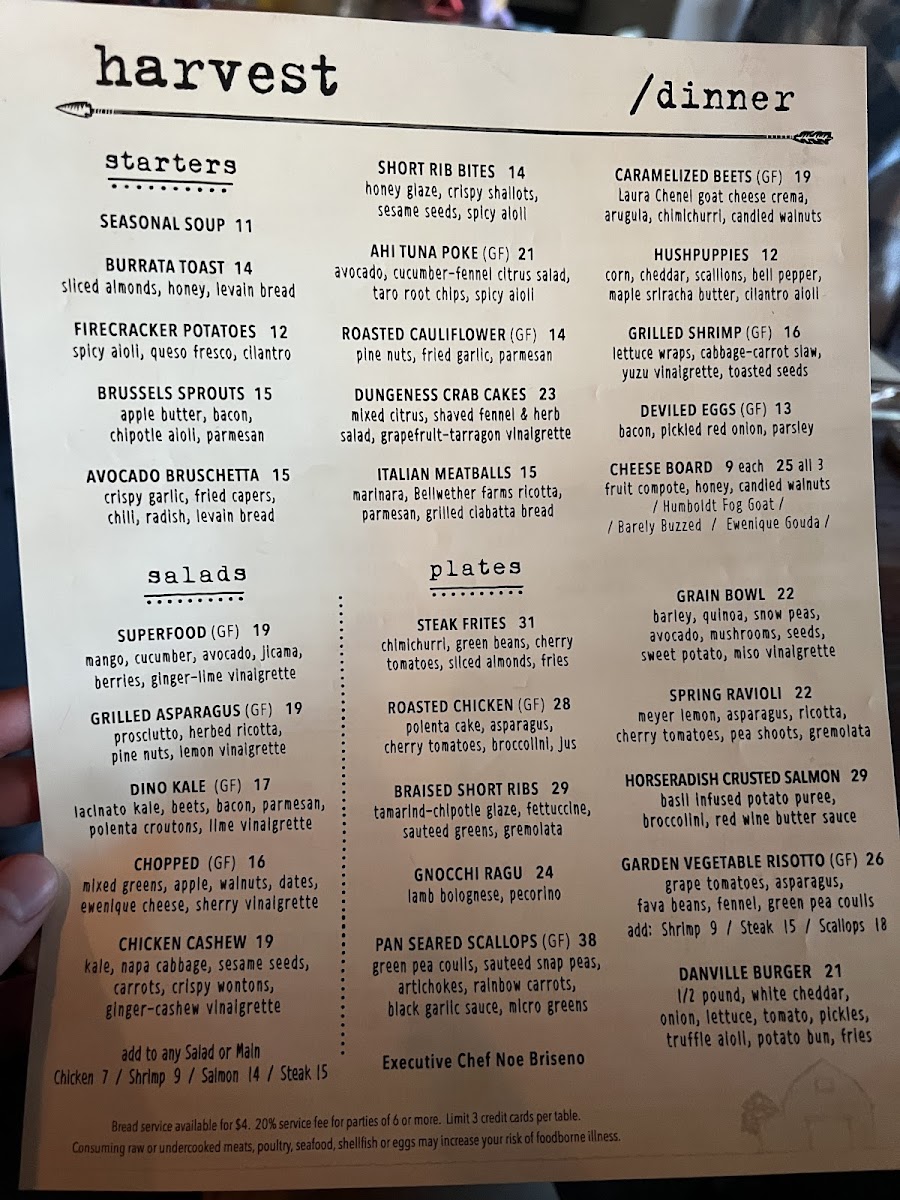 harvest
/dinner
starters
SEASONAL SOUP 11
BURRATA TOAST 14
sliced almonds, honey, levain bread
FIRECRACKER POTATOES 12
spicy aioli, queso fresco, cilantro
BRUSSELS SPROUTS 15
apple butter, bacon,
chipotle aioli, parmesan
AVOCADO BRUSCHETTA 15
crispy garlic, fried capers,
chili, radish, levain bread
SHORT RIB BITES 14
honey glaze, crispy shallots,
sesame seeds, spicy aioli
AHI TUNA POKE (GF) 21
avocado, cucumber-fennel citrus salad,
taro root chips, spicy aioli
ROASTED CAULIFLOWER (GF) 14
pine nuts, fried garlic, parmesan
DUNGENESS CRAB CAKES 23
mixed citrus, shaved fennel & herb
salad, grapefruit-tarragon vinaigrette
ITALIAN MEATBALLS 15
marinara, Bellwether farms ricotta,
parmesan, grilled ciabatta bread
CARAMELIZED BEETS (GF) 19
Laura Chenel goat cheese crema,
arugula, chimichurri, candied walnuts
HUSHPUPPIES 12
corn, cheddar, scallions, bell pepper,
maple sriracha butter, cilantro aioli
GRILLED SHRIMP (GF) 16
lettuce wraps, cabbage-carrot slaw,
yuzu vinaigrette, toasted seeds
DEVILED EGGS (GF) 13
bacon, pickled red onion, parsley
CHEESE BOARD 9 each 25 all 3
fruit compote, honey, candied walnuts
/ Humboldt Fog Goat /
/ Barely Buzzed / Ewenique Gouda /
salads
SUPERFOOD (GF) 19
mango, cucumber, avocado, jicama,
berries, ginger-lime vinaigrette
GRILLED ASPARAGUS (GF) 19
prosciutto, herbed ricotta,
pine nuts, lemon vinaigrette
DINO KALE (GF) 17
lacinato kale, beets, bacon, parmesan,
polenta croutons, lime vinaigrette
CHOPPED (GF) 16
mixed greens, apple, walnuts, dates,
ewenique cheese, sherry vinaigrette
CHICKEN CASHEW 19
kale, napa cabbage, sesame seeds,
carrots, crispy wontons,
ginger-cashew vinaigrette
add to any Salad or Main
Chicken 7 / Shrimp 9 / Salmon 14 / Steak 15
plates
STEAK FRITES 31
chimichurri, green beans, cherry
tomatoes, sliced almonds, fries
ROASTED CHICKEN (GF) 28
polenta cake, asparagus,
cherry tomatoes, broccolini, jus
BRAISED SHORT RIBS 29
tamarind-chipotle glaze, fettuccine,
sauteed greens, gremolata
GNOCCHI RAGU 24
lamb bolognese, pecorino
PAN SEARED SCALLOPS (GF) 38
green pea coulis, sauteed snap peas,
artichokes, rainbow carrots,
black garlic sauce, micro greens
Executive Chef Noe Briseno
GRAIN BOWL 22
barley, quinoa, snow peas,
avocado, mushrooms, seeds,
sweet potato, miso vinaigrette
SPRING RAVIOLI 22
meyer lemon, asparagus, ricotta,
cherry tomatoes, pea shoots, gremolata
HORSERADISH CRUSTED SALMON 29
basil infused potato puree,
broccolini, red wine butter sauce
GARDEN VEGETABLE RISOTTO (GF) 26
grape tomatoes, asparagus,
fava beans, fennel, green pea coulis
add: Shrimp 9 / Steak 15 / Scallops 18
DANVILLE BURGER 21
1/2 pound, white cheddar,
onion, lettuce, tomato, pickles,
truffle aioli, potato bun, fries
Bread service available for $4. 20% service fee for parties of 6 or more. Limit 3 credit cards per table.
Consuming raw or undercooked meats, poultry, seafood, shellfish or eggs may increase your risk of foodborne illness.